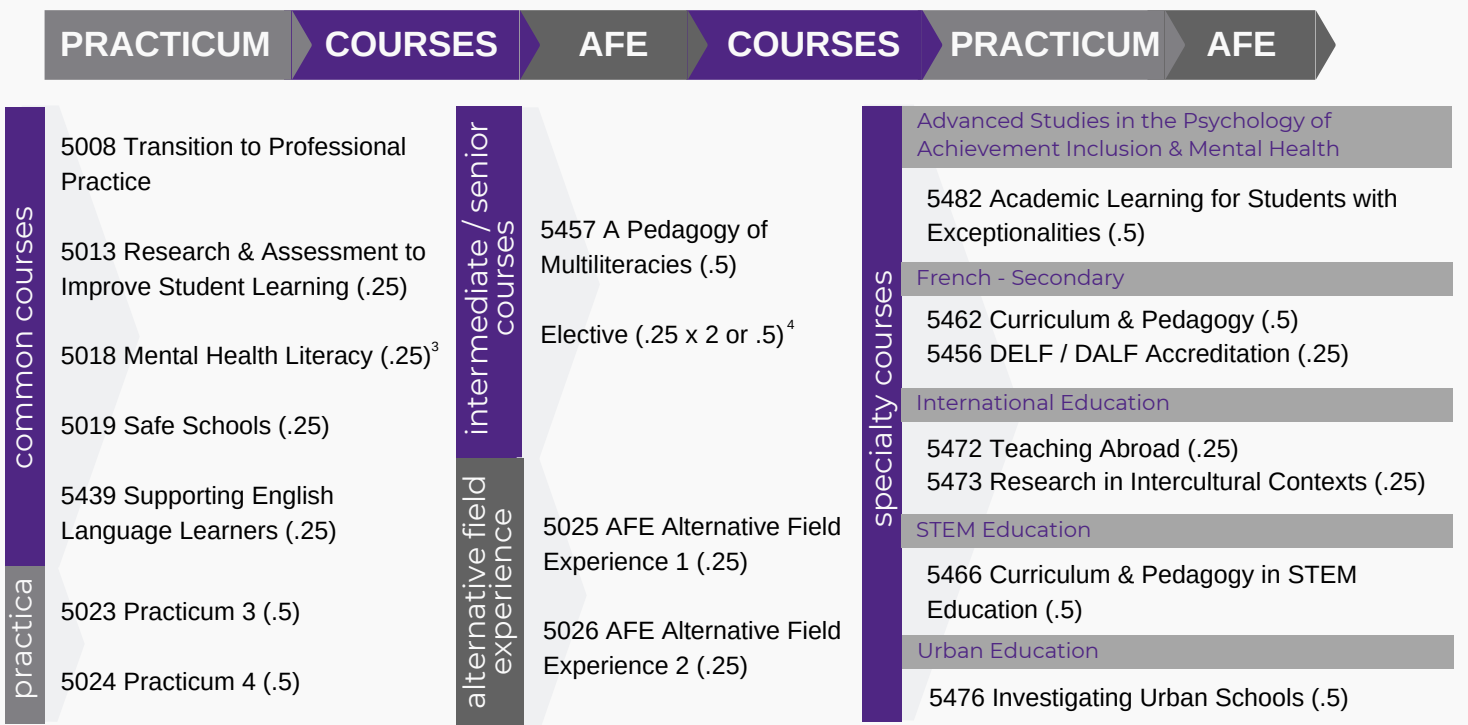 PRACTICUM COURSES AFE COURSES PRACTICUM AFE
common courses
5008 Transition to Professional
Practice
5013 Research & Assessment to
Improve Student Learning (.25)
5018 Mental Health Literacy (.25)³
5019 Safe Schools (.25)
5439 Supporting English
Language Learners (.25)
practica
5023 Practicum 3 (.5)
5024 Practicum 4 (.5)
intermediate / senior
courses
5457 A Pedagogy of
Multiliteracies (.5)
Elective (.25 x 2 or .5)⁴
alternative field
experience
5025 AFE Alternative Field
Experience 1 (.25)
5026 AFE Alternative Field
Experience 2 (.25)
specialty courses
Advanced Studies in the Psychology of
Achievement Inclusion & Mental Health
5482 Academic Learning for Students with
Exceptionalities (.5)
French - Secondary
5462 Curriculum & Pedagogy (.5)
5456 DELF / DALF Accreditation (.25)
International Education
5472 Teaching Abroad (.25)
5473 Research in Intercultural Contexts (.25)
STEM Education
5466 Curriculum & Pedagogy in STEM
Education (.5)
Urban Education
5476 Investigating Urban Schools (.5)